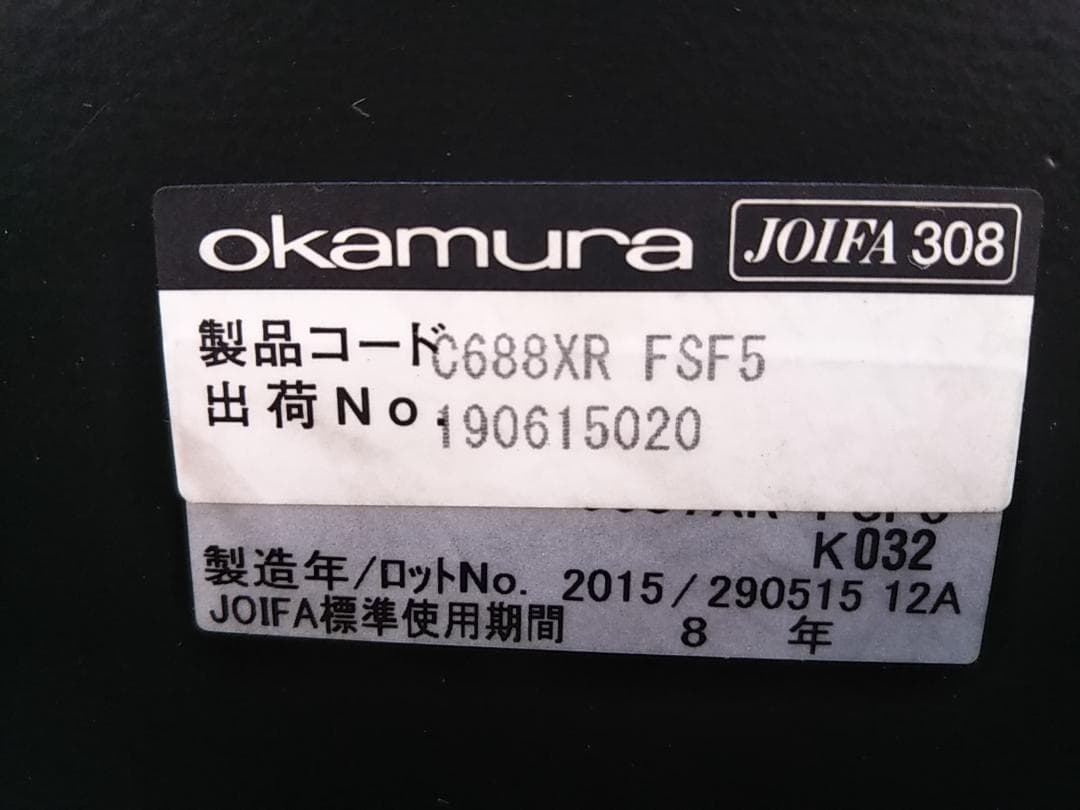 okamura JOIFA 308
製品コード C688XR FSF5
出荷No. 190615020
K032
製造年/ロットNo. 2015/290515 12A
JOIFA標準使用期間 8 年